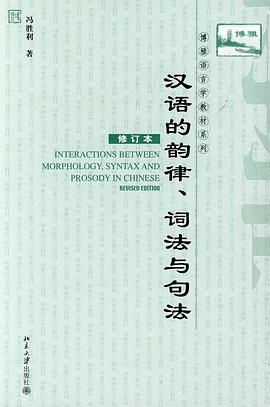 冯胜利 著
博雅语言学教材系列
博雅
汉语的韵律、词法与句法
修订本
INTERACTIONS BETWEEN
MORPHOLOGY, SYNTAX AND
PROSODY IN CHINESE
REVISED EDITION
北京大学出版社